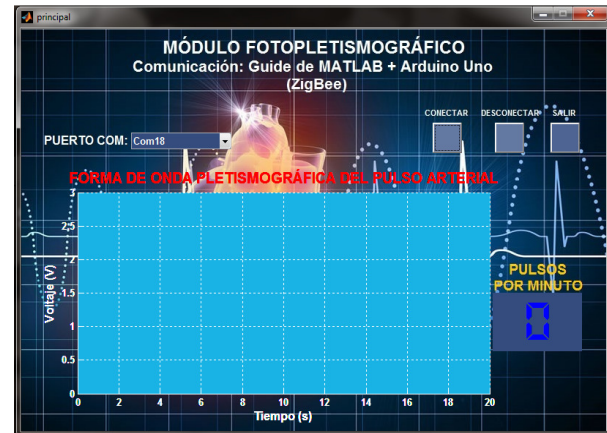 principal
MÓDULO FOTOPLETISMOGRÁFICO
Comunicación: Guide de MATLAB + Arduino Uno
(ZigBee)
CONECTAR DESCONECTAR SALIR
PUERTO COM: Com18
FORMA DE ONDA PLETISMOGRÁFICA DEL PULSO ARTERIAL
3
2.5
2
1.5
1
0.5
0
Voltaje (V)
0 2 4 6 8 10 12 14 16 18 20
Tiempo (s)
PULSOS
POR MINUTO
0